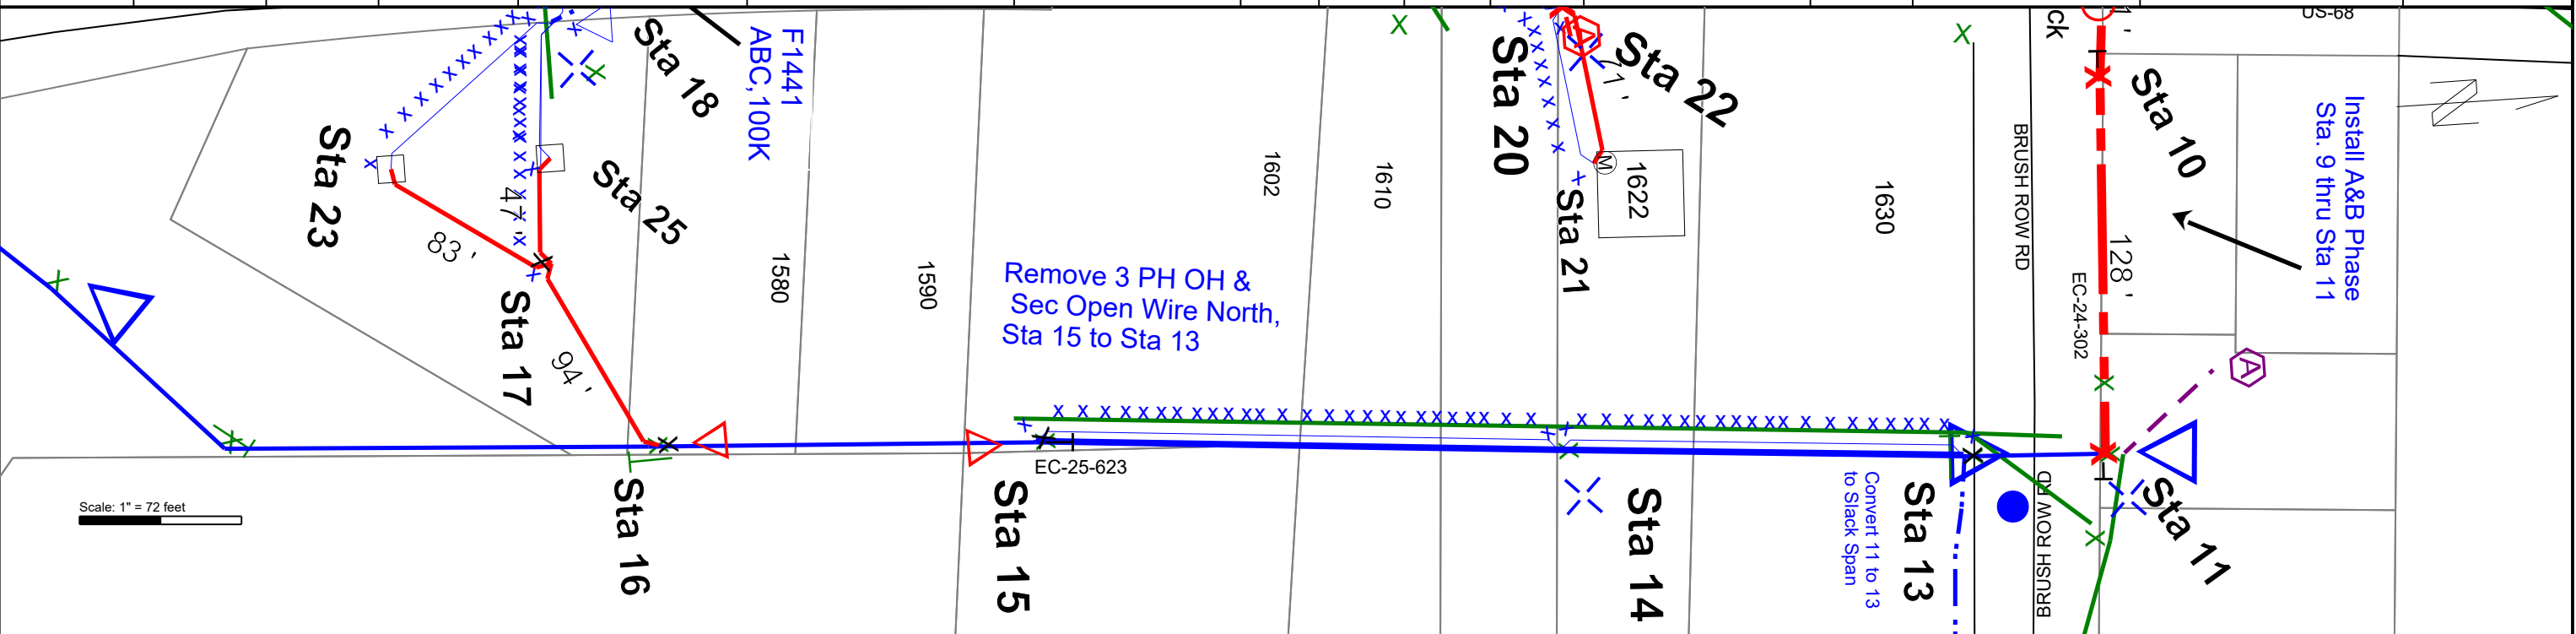 Sta 18
F1441
ABC,100K
Sta 23
Sta 25
47'
83'
Sta 17
94'
Sta 16
Scale: 1" = 72 feet
1580
1590
Remove 3 PH OH &
Sec Open Wire North,
Sta 15 to Sta 13
EC-25-623
Sta 15
1602
1610
Sta 20
Sta 22
M
1622
Sta 21
Sta 14
1630
Convert 11 to 13
to Slack Span
Sta 13
BRUSH ROW RD
BRUSH ROW RD
ck
US-68
Sta 10
128'
EC-24-302
Install A&B Phase
Sta. 9 thru Sta 11
A
A
Sta 11
N